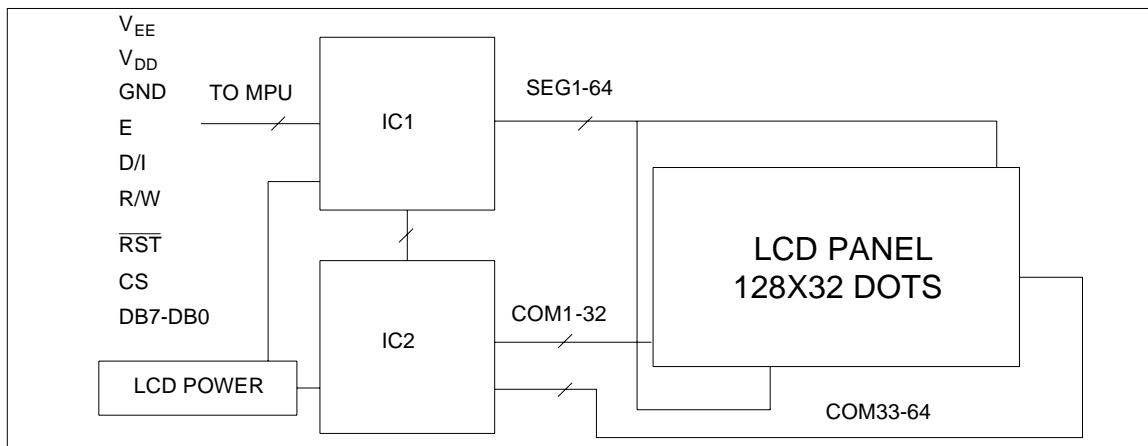 VEE
VDD
GND
E
D/I
R/W
RST
CS
DB7-DB0
TO MPU
IC1
SEG1-64
IC2
COM1-32
LCD PANEL
128X32 DOTS
LCD POWER
COM33-64